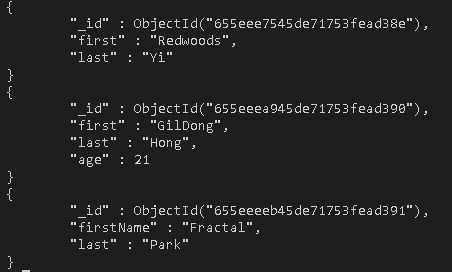 {
        "_id" : ObjectId("655eee7545de71753fead38e"),
        "first" : "Redwoods",
        "last" : "Yi"
}
{
        "_id" : ObjectId("655eeea945de71753fead390"),
        "first" : "GilDong",
        "last" : "Hong",
        "age" : 21
}
{
        "_id" : ObjectId("655eeeeb45de71753fead391"),
        "firstName" : "Fractal",
        "last" : "Park"
}